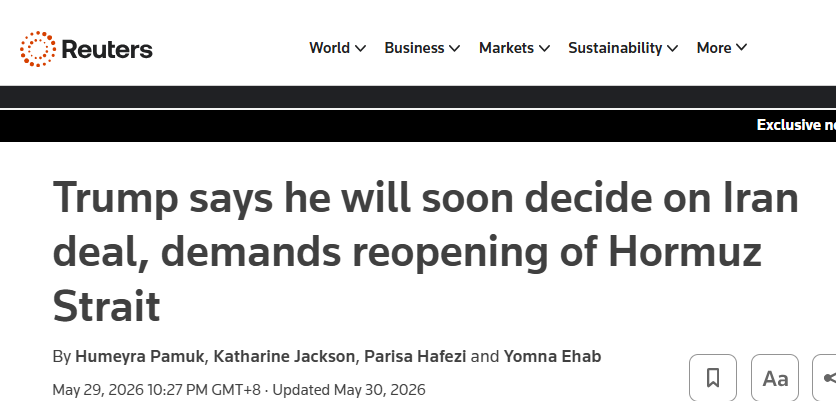 Reuters
World Business Markets Sustainability More
Exclusive
Trump says he will soon decide on Iran
deal, demands reopening of Hormuz
Strait
By Humeyra Pamuk, Katharine Jackson, Parisa Hafezi and Yomna Ehab
May 29, 2026 10:27 PM GMT+8 · Updated May 30, 2026
Aa